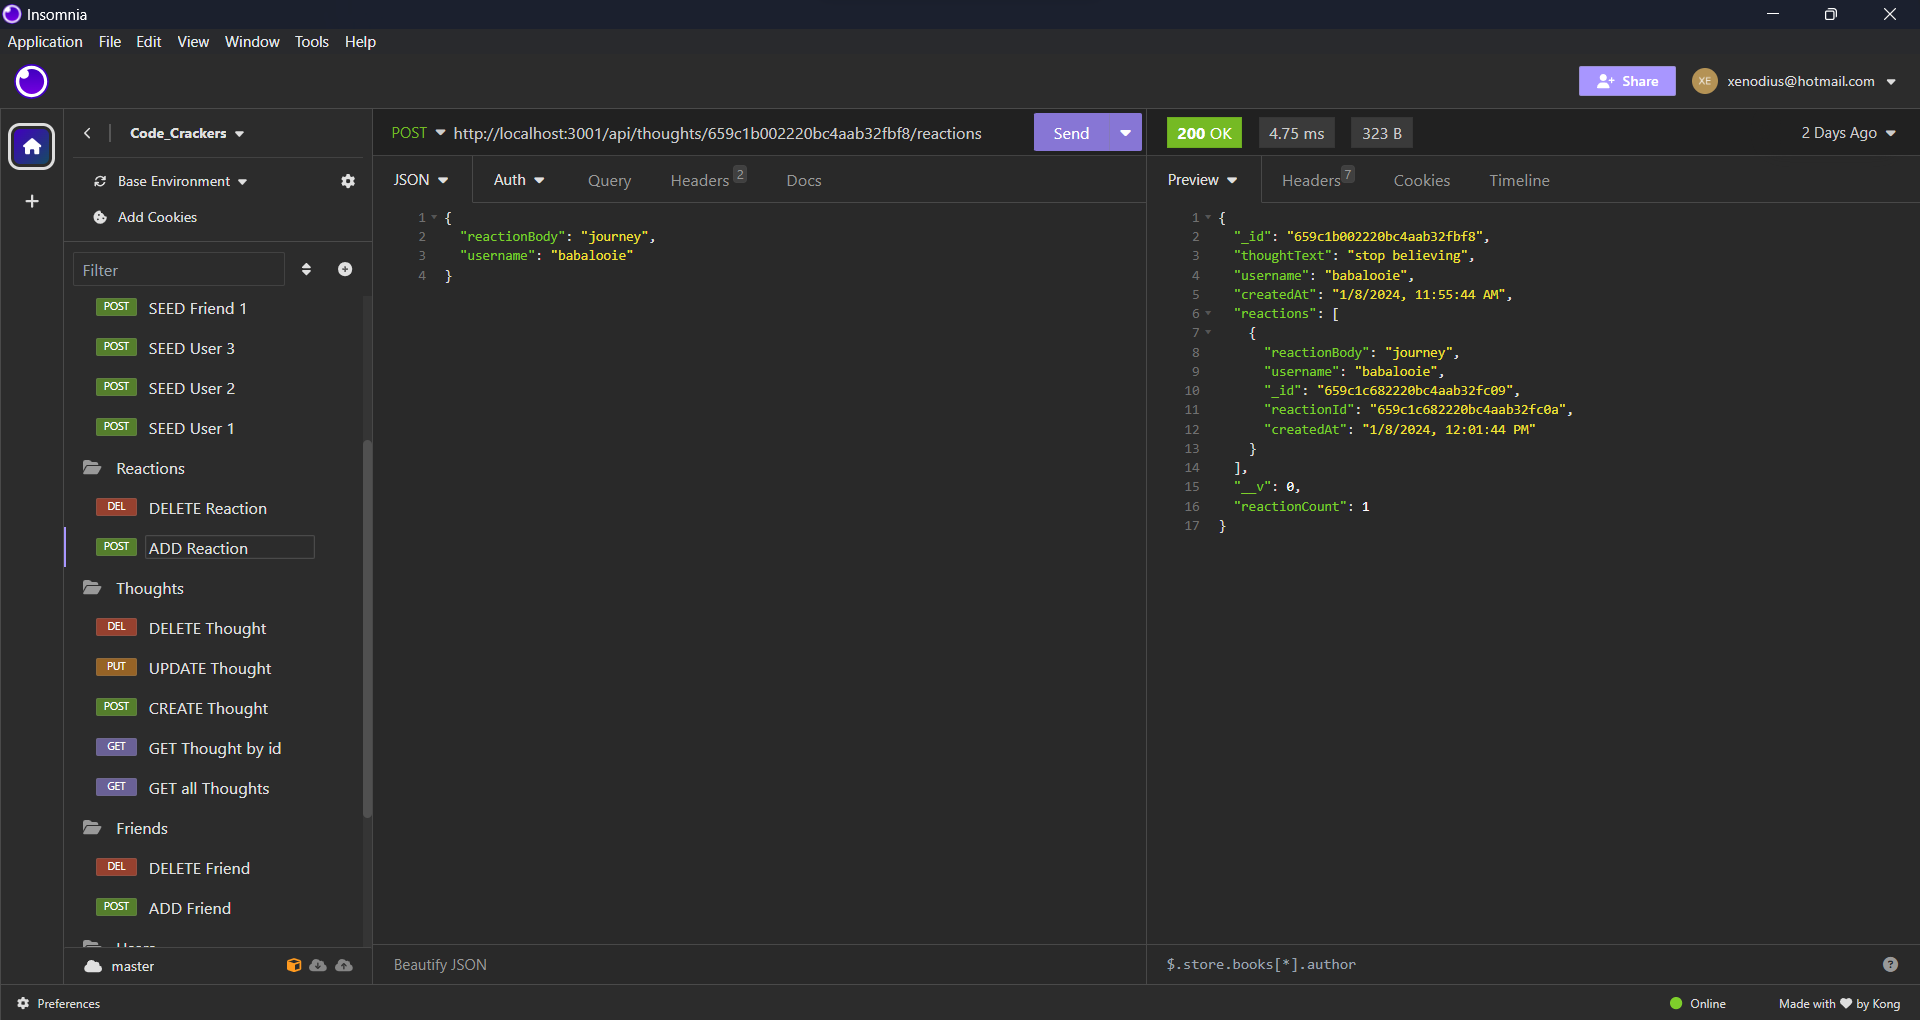 Insomnia
Application File Edit View Window Tools Help
Share
XE xenodius@hotmail.com
Code_Crackers
Base Environment
Add Cookies
Filter
POST SEED Friend 1
POST SEED User 3
POST SEED User 2
POST SEED User 1
Reactions
DEL DELETE Reaction
POST ADD Reaction
Thoughts
DEL DELETE Thought
PUT UPDATE Thought
POST CREATE Thought
GET GET Thought by id
GET GET all Thoughts
Friends
DEL DELETE Friend
POST ADD Friend
master
POST http://localhost:3001/api/thoughts/659c1b002220bc4aab32fbf8/reactions Send
JSON Auth Query Headers 2 Docs
1 {
2 "reactionBody": "journey",
3 "username": "babalooie"
4 }
Beautify JSON
200 OK 4.75 ms 323 B 2 Days Ago
Preview Headers 7 Cookies Timeline
1 {
2 "_id": "659c1b002220bc4aab32fbf8",
3 "thoughtText": "stop believing",
4 "username": "babalooie",
5 "createdAt": "1/8/2024, 11:55:44 AM",
6 "reactions": [
7 {
8 "reactionBody": "journey",
9 "username": "babalooie",
10 "_id": "659c1c682220bc4aab32fc09",
11 "reactionId": "659c1c682220bc4aab32fc0a",
12 "createdAt": "1/8/2024, 12:01:44 PM"
13 }
14 ],
15 "__v": 0,
16 "reactionCount": 1
17 }
$.store.books[*].author
Preferences
Online
Made with ♥ by Kong